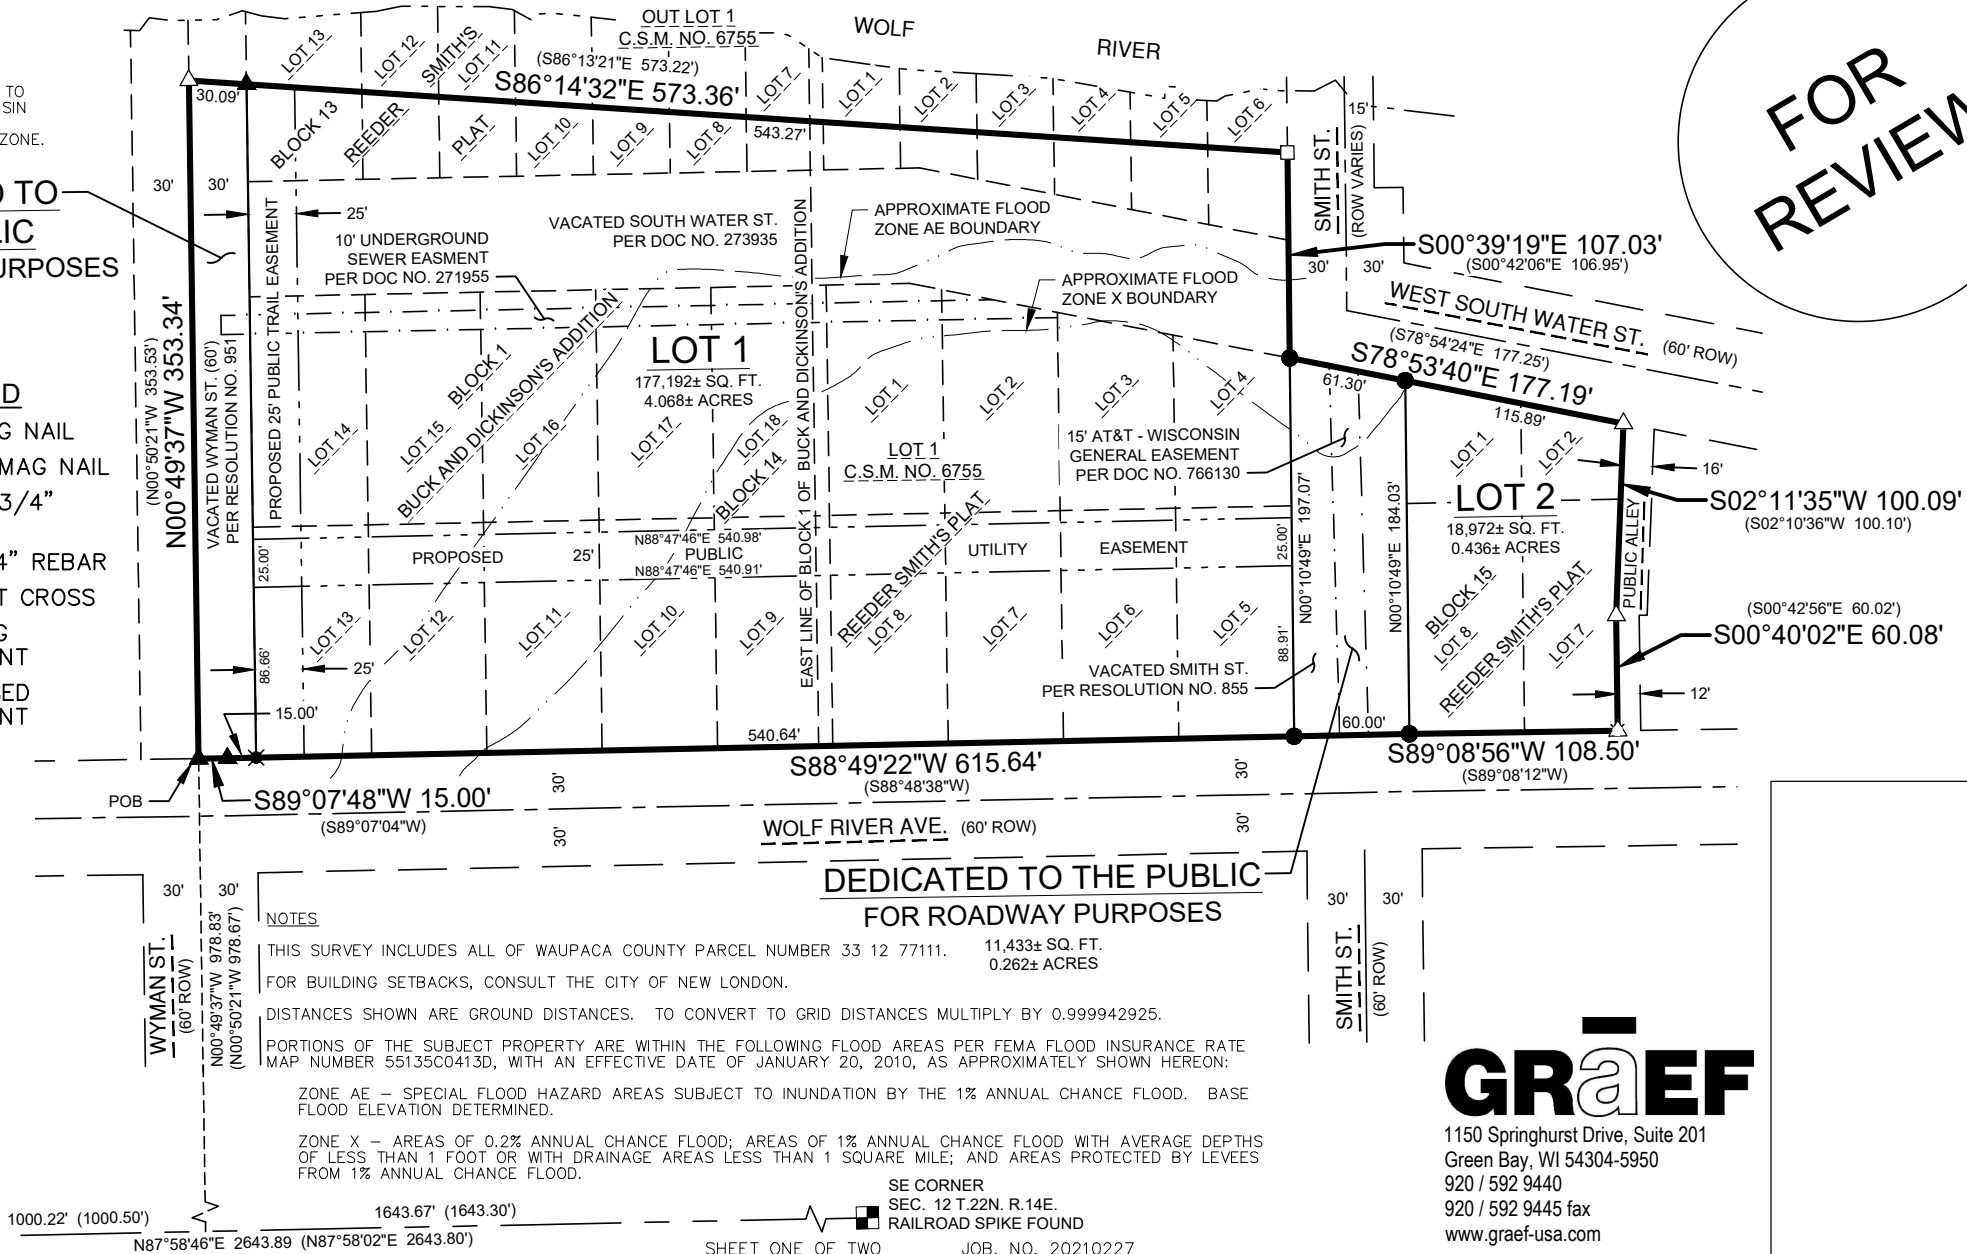 OUT LOT 1
C.S.M. NO. 6755
WOLF
RIVER
FOR
REVIEW
TO
SIN
ZONE.
TO
LIC
URPOSES
LOT 13
LOT 12
SMITH'S
LOT 11
(S86°13'21"E 573.22')
S86°14'32"E 573.36'
LOT 7
LOT 1
LOT 2
LOT 3
LOT 4
LOT 5
LOT 6
15'
30.09'
BLOCK 13
REEDER
PLAT
LOT 10
LOT 9
LOT 8
543.27'
SMITH ST.
(ROW VARIES)
30'
30'
25'
VACATED SOUTH WATER ST.
PER DOC NO. 273935
APPROXIMATE FLOOD
ZONE AE BOUNDARY
10' UNDERGROUND
SEWER EASMENT
PER DOC NO. 271955
APPROXIMATE FLOOD
ZONE X BOUNDARY
30'
30'
S00°39'19"E 107.03'
(S00°42'06"E 106.95')
WEST SOUTH WATER ST.
(60' ROW)
(S78°54'24"E 177.25')
S78°53'40"E 177.19'
61.30'
115.89'
N00°49'37"W 353.34'
(N00°50'21"W 353.53')
VACATED WYMAN ST. (60')
PER RESOLUTION NO. 951
PROPOSED 25' PUBLIC TRAIL EASEMENT
EAST LINE OF BLOCK 1 OF BUCK AND DICKINSON'S ADDITION
LOT 1
177,192± SQ. FT.
4.068± ACRES
BLOCK 1
BUCK AND DICKINSON'S ADDITION
LOT 14
LOT 15
LOT 16
LOT 17
LOT 18
BLOCK 14
LOT 1
LOT 2
LOT 3
LOT 4
LOT 1
C.S.M. NO. 6755
15' AT&T - WISCONSIN
GENERAL EASEMENT
PER DOC NO. 766130
LOT 1
LOT 2
LOT 2
18,972± SQ. FT.
0.436± ACRES
16'
S02°11'35"W 100.09'
(S02°10'36"W 100.10')
PUBLIC ALLEY
D
G NAIL
MAG NAIL
3/4"
4" REBAR
T CROSS
G
NT
SED
NT
25.00'
PROPOSED
25'
N88°47'46"E 540.98'
PUBLIC
N88°47'46"E 540.91'
UTILITY
EASEMENT
25.00'
N00°10'49"E 197.07'
N00°10'49"E 184.03'
88.91'
REEDER SMITH'S PLAT
LOT 13
LOT 12
LOT 11
LOT 10
LOT 9
LOT 8
LOT 7
LOT 6
LOT 5
BLOCK 15
LOT 8
REEDER SMITH'S PLAT
LOT 7
(S00°42'56"E 60.02')
S00°40'02"E 60.08'
86.66'
25'
12'
VACATED SMITH ST.
PER RESOLUTION NO. 855
15.00'
540.64'
60.00'
POB
S89°07'48"W 15.00'
(S89°07'04"W)
S88°49'22"W 615.64'
(S88°48'38"W)
S89°08'56"W 108.50'
(S89°08'12"W)
30'
30'
30'
30'
WOLF RIVER AVE. (60' ROW)
DEDICATED TO THE PUBLIC
FOR ROADWAY PURPOSES
11,433± SQ. FT.
0.262± ACRES
30'
30'
WYMAN ST.
(60' ROW)
N00°49'37"W 978.83'
(N00°50'21"W 978.67')
30'
30'
SMITH ST.
(60' ROW)
NOTES
THIS SURVEY INCLUDES ALL OF WAUPACA COUNTY PARCEL NUMBER 33 12 77111.
FOR BUILDING SETBACKS, CONSULT THE CITY OF NEW LONDON.
DISTANCES SHOWN ARE GROUND DISTANCES. TO CONVERT TO GRID DISTANCES MULTIPLY BY 0.999942925.
PORTIONS OF THE SUBJECT PROPERTY ARE WITHIN THE FOLLOWING FLOOD AREAS PER FEMA FLOOD INSURANCE RATE
MAP NUMBER 55135C0413D, WITH AN EFFECTIVE DATE OF JANUARY 20, 2010, AS APPROXIMATELY SHOWN HEREON:
ZONE AE – SPECIAL FLOOD HAZARD AREAS SUBJECT TO INUNDATION BY THE 1% ANNUAL CHANCE FLOOD. BASE
FLOOD ELEVATION DETERMINED.
ZONE X – AREAS OF 0.2% ANNUAL CHANCE FLOOD; AREAS OF 1% ANNUAL CHANCE FLOOD WITH AVERAGE DEPTHS
OF LESS THAN 1 FOOT OR WITH DRAINAGE AREAS LESS THAN 1 SQUARE MILE; AND AREAS PROTECTED BY LEVEES
FROM 1% ANNUAL CHANCE FLOOD.
1000.22' (1000.50')
1643.67' (1643.30')
N87°58'46"E 2643.89 (N87°58'02"E 2643.80')
SE CORNER
SEC. 12 T.22N. R.14E.
RAILROAD SPIKE FOUND
SHEET ONE OF TWO
JOB. NO. 20210227
GRāEF
1150 Springhurst Drive, Suite 201
Green Bay, WI 54304-5950
920 / 592 9440
920 / 592 9445 fax
www.graef-usa.com